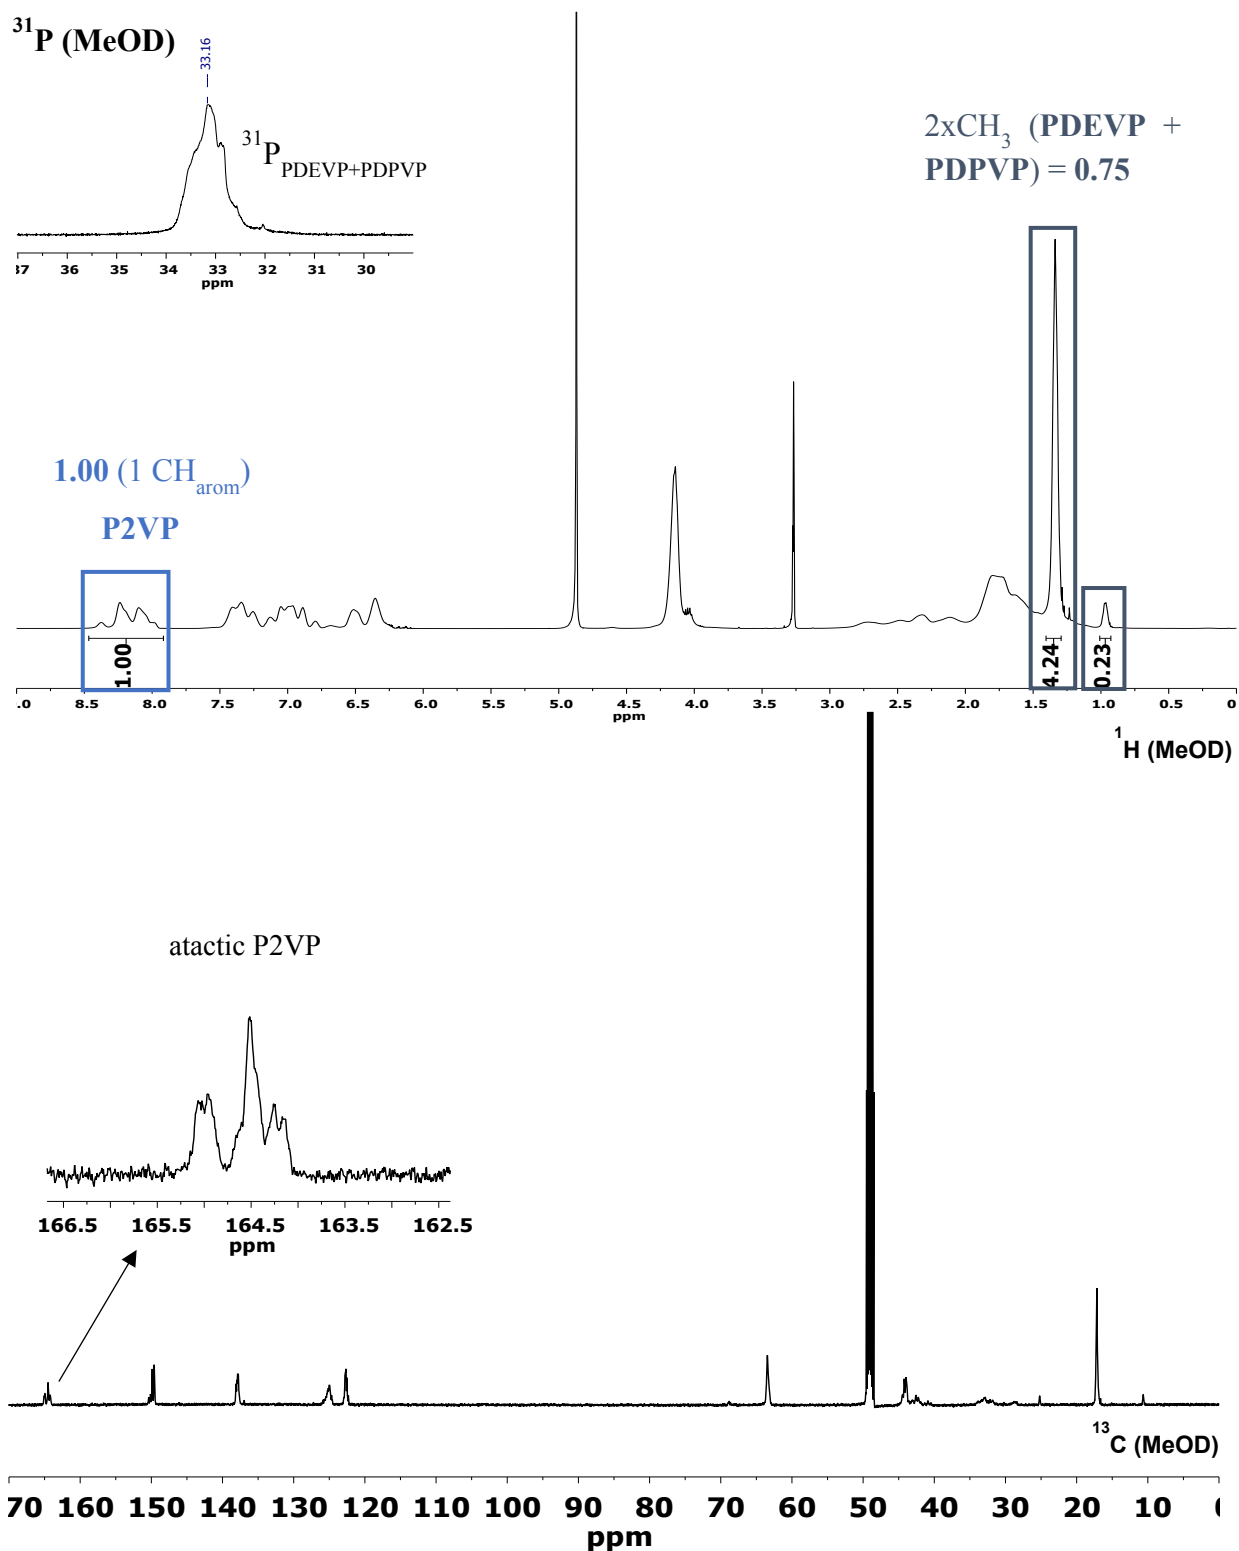 31P (MeOD)
33.16
31P PDEVP+PDPVP
37 36 35 34 33 32 31 30
ppm
2xCH3 (PDEVP +
PDPVP) = 0.75
1.00 (1 CHarom)
P2VP
1.00
4.24
0.23
.0 8.5 8.0 7.5 7.0 6.5 6.0 5.5 5.0 4.5 4.0 3.5 3.0 2.5 2.0 1.5 1.0 0.5 0
ppm
1H (MeOD)
atactic P2VP
166.5 165.5 164.5 163.5 162.5
ppm
13C (MeOD)
70 160 150 140 130 120 110 100 90 80 70 60 50 40 30 20 10 0
ppm